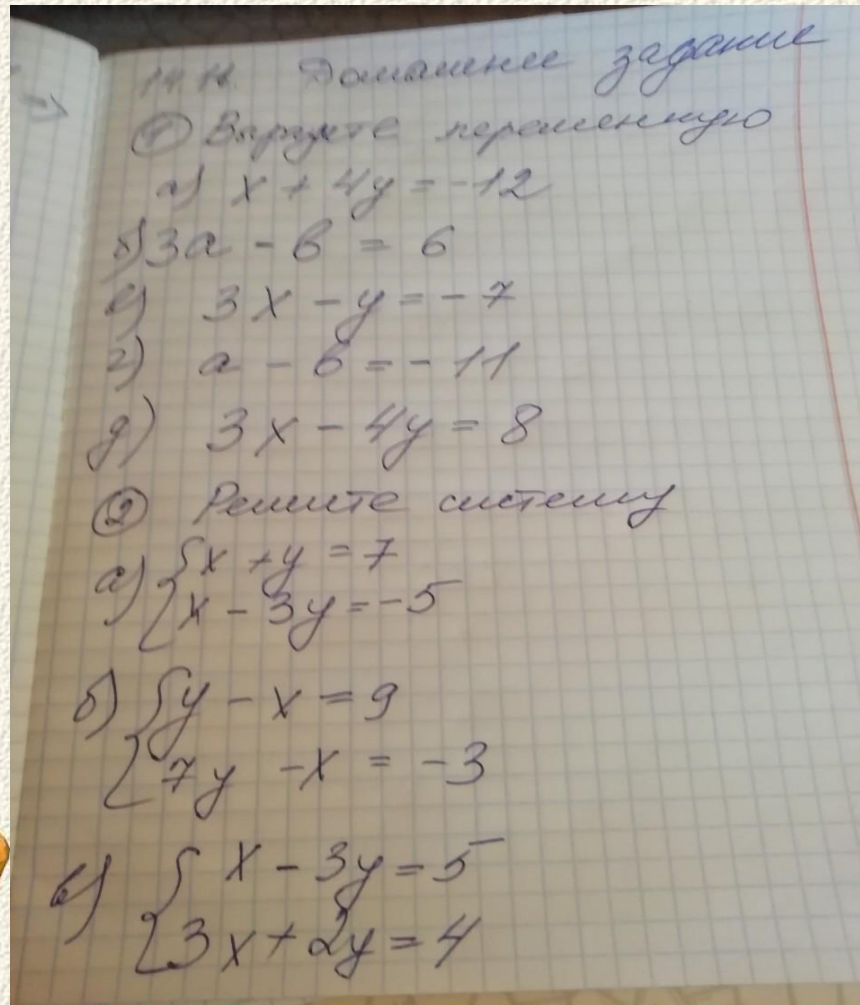 14.11. Домашнее задание
① Выразите переменную
а) x + 4y = -12
б) 3a - b = 6
в) 3x - y = -7
г) a - b = -11
д) 3x - 4y = 8
② Решите систему
а) { x + y = 7
x - 3y = -5
б) { y - x = 9
7y - x = -3
в) { x - 3y = 5
3x + 2y = 4